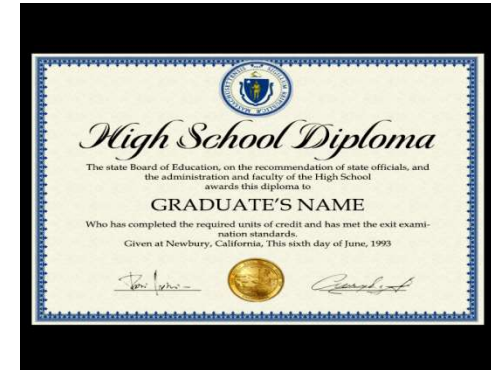 High School Diploma
The state Board of Education, on the recommendation of state officials, and
the administration and faculty of the High School
awards this diploma to
GRADUATE'S NAME
Who has completed the required units of credit and has met the exit exami-
nation standards.
Given at Newbury, California, This sixth day of June, 1993